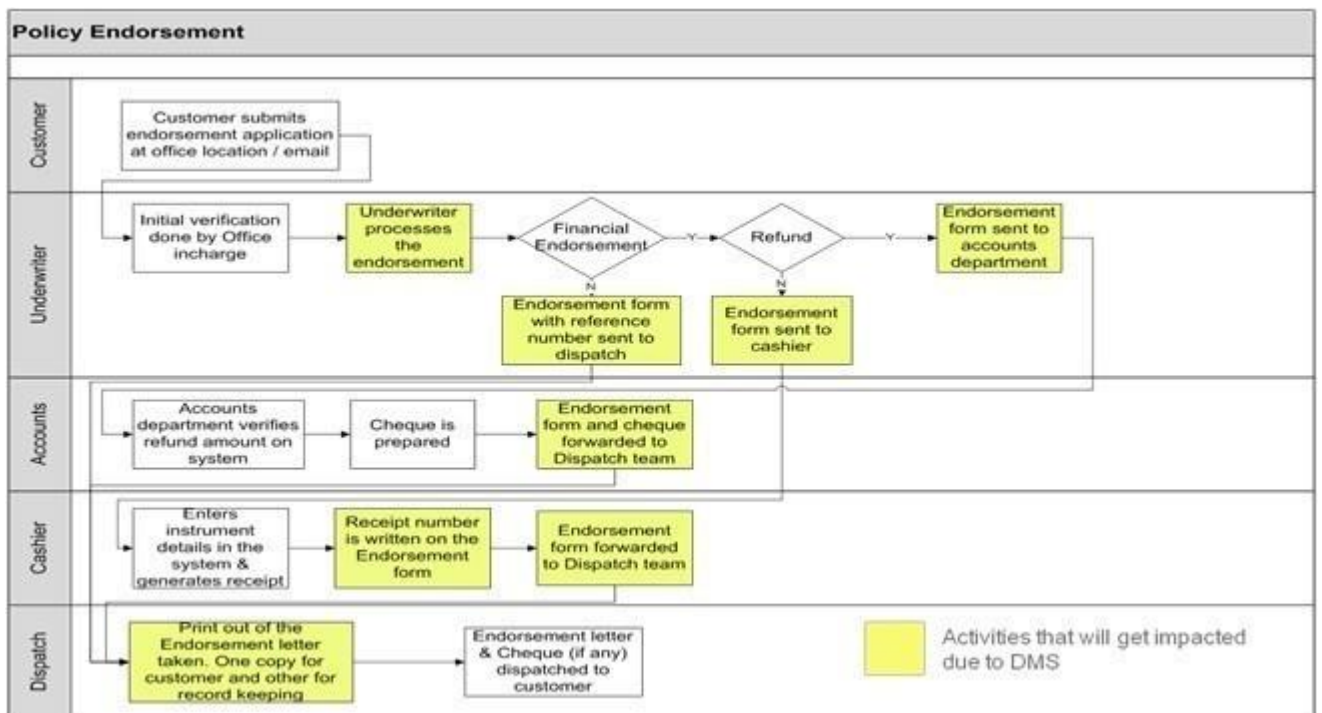 Policy Endorsement
Customer
Customer submits
endorsement application
at office location / email
Underwriter
Initial verification
done by Office
incharge
Underwriter
processes
the
endorsement
Financial
Endorsement
Y
Refund
Y
Endorsement
form sent to
accounts
department
N
N
Endorsement form
with reference
number sent to
dispatch
Endorsement
form sent to
cashier
Accounts
Accounts
department verifies
refund amount on
system
Cheque is
prepared
Endorsement
form and cheque
forwarded to
Dispatch team
Cashier
Enters
instrument
details in the
system &
generates receipt
Receipt number
is written on the
Endorsement
form
Endorsement
form forwarded
to Dispatch team
Dispatch
Print out of the
Endorsement letter
taken. One copy for
customer and other for
record keeping
Endorsement letter
& Cheque (if any)
dispatched to
customer
Activities that will get impacted
due to DMS